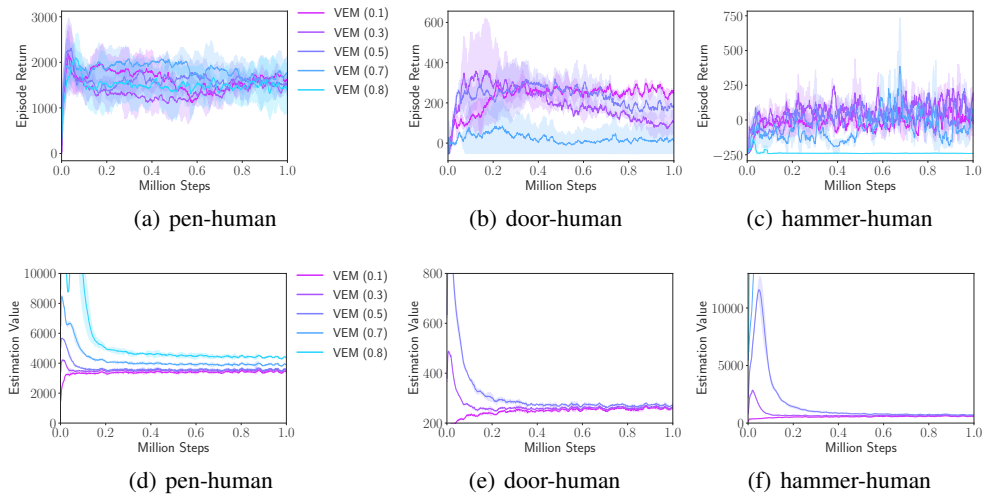 Episode Return
3000
2000
1000
0
0.0 0.2 0.4 0.6 0.8 1.0
Million Steps
(a) pen-human
VEM (0.1)
VEM (0.3)
VEM (0.5)
VEM (0.7)
VEM (0.8)
Episode Return
600
400
200
0
0.0 0.2 0.4 0.6 0.8 1.0
Million Steps
(b) door-human
Episode Return
750
500
250
0
−250
0.0 0.2 0.4 0.6 0.8 1.0
Million Steps
(c) hammer-human
Estimation Value
10000
8000
6000
4000
2000
0
0.0 0.2 0.4 0.6 0.8 1.0
Million Steps
(d) pen-human
VEM (0.1)
VEM (0.3)
VEM (0.5)
VEM (0.7)
VEM (0.8)
Estimation Value
800
600
400
200
0.0 0.2 0.4 0.6 0.8 1.0
Million Steps
(e) door-human
Estimation Value
10000
5000
0
0.0 0.2 0.4 0.6 0.8 1.0
Million Steps
(f) hammer-human